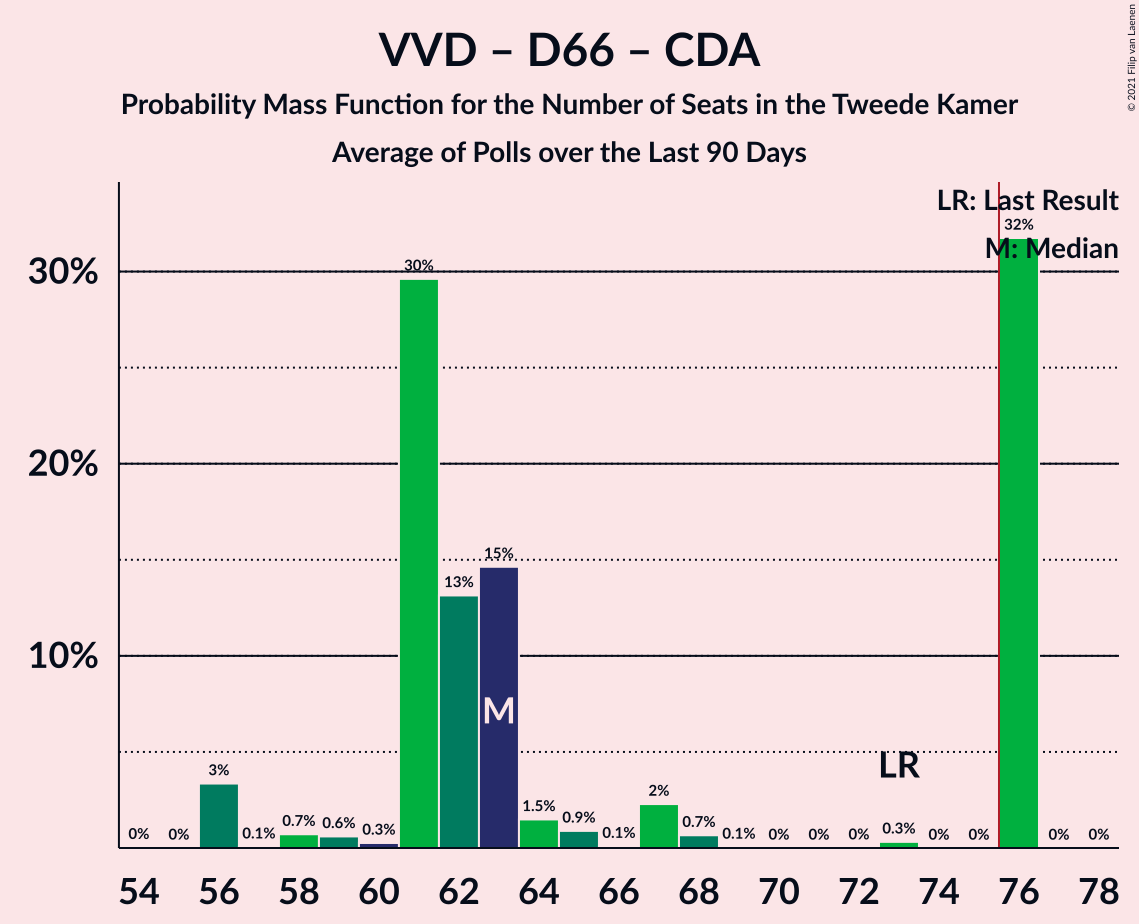 VVD – D66 – CDA
Probability Mass Function for the Number of Seats in the Tweede Kamer
Average of Polls over the Last 90 Days
© 2021 Filip van Laenen
LR: Last Result
M: Median
30%
20%
10%
0% 0% 3% 0.1% 0.7% 0.6% 0.3% 30% 13% 15% 1.5% 0.9% 0.1% 2% 0.7% 0.1% 0% 0% 0% 0.3% 0% 0% 32% 0% 0%
M
LR
54 56 58 60 62 64 66 68 70 72 74 76 78